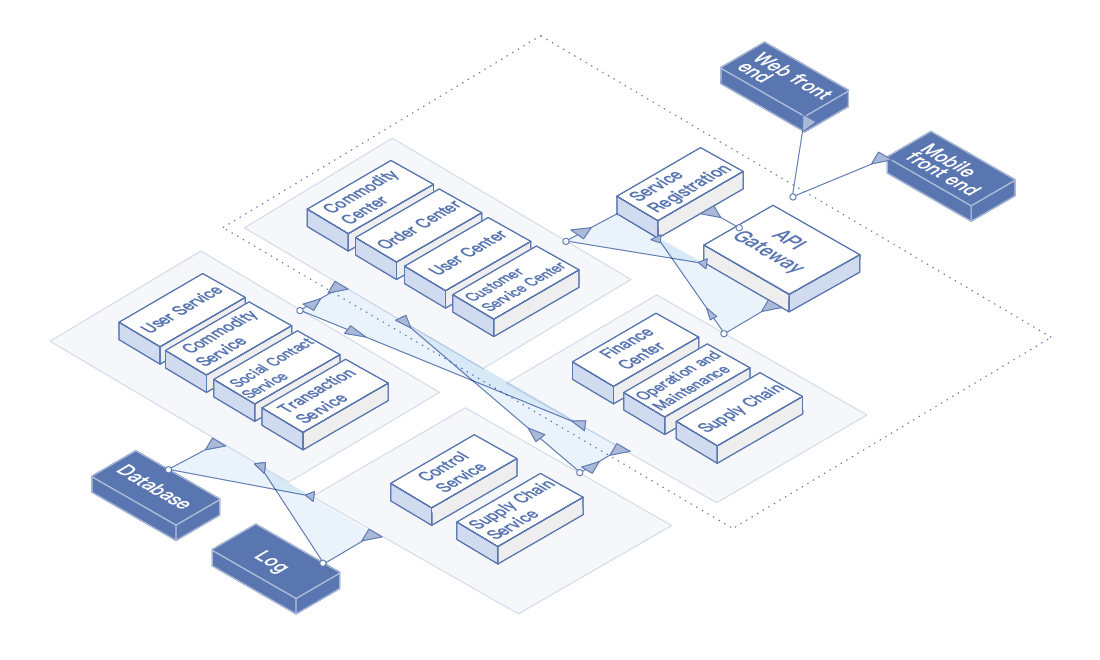 Web front
end
Mobile
front end
Service
Registration
API
Gateway
Commodity
Center
Order Center
User Center
Customer
Service Center
Finance
Center
Operation and
Maintenance
Supply Chain
User Service
Commodity
Service
Social Contact
Service
Transaction
Service
Control
Service
Supply Chain
Service
Database
Log